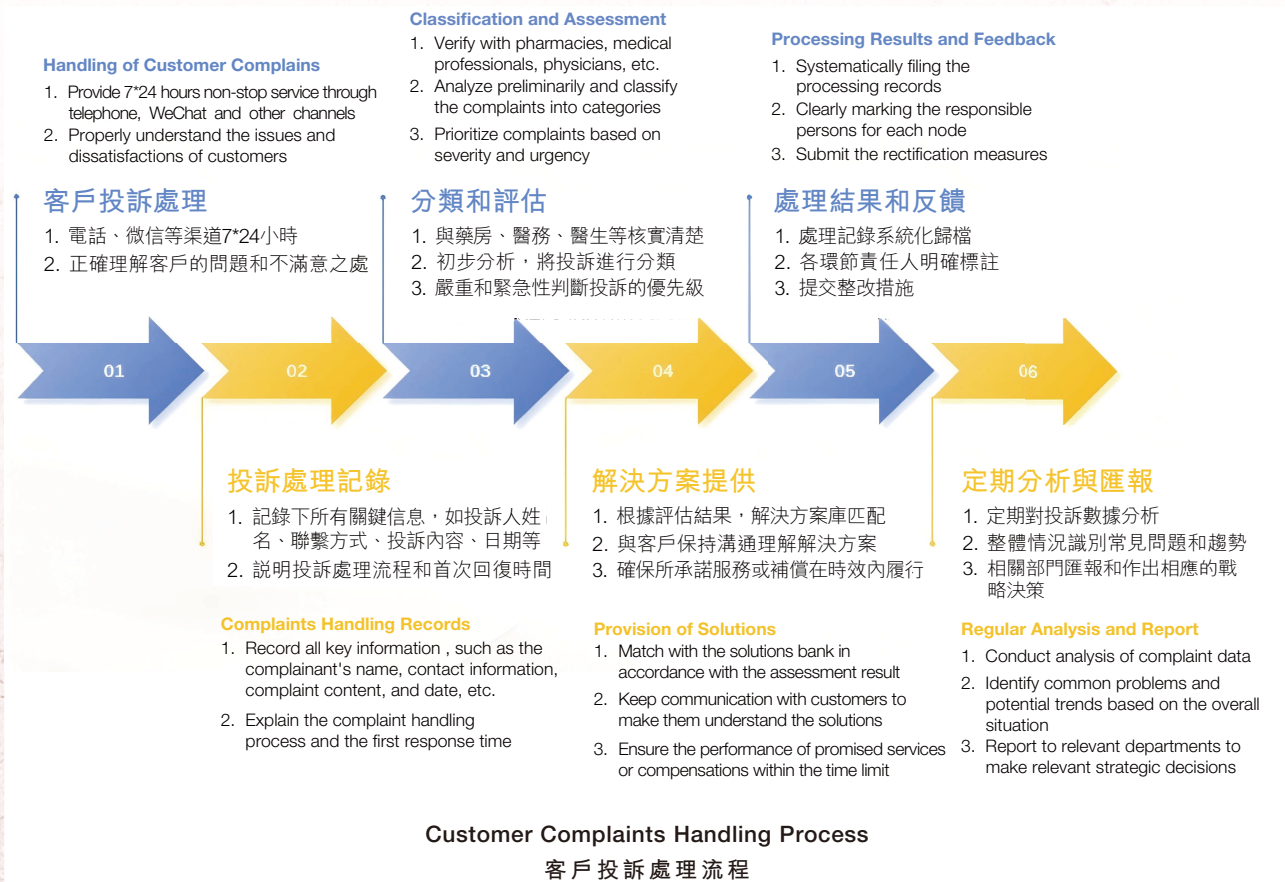 Handling of Customer Complains
1. Provide 7*24 hours non-stop service through
telephone, WeChat and other channels
2. Properly understand the issues and
dissatisfactions of customers
客戶投訴處理
1. 電話、微信等渠道7*24小時
2. 正確理解客戶的問題和不滿意之處
Classification and Assessment
1. Verify with pharmacies, medical
professionals, physicians, etc.
2. Analyze preliminarily and classify
the complaints into categories
3. Prioritize complaints based on
severity and urgency
分類和評估
1. 與藥房、醫務、醫生等核實清楚
2. 初步分析，將投訴進行分類
3. 嚴重和緊急性判斷投訴的優先級
Processing Results and Feedback
1. Systematically filing the
processing records
2. Clearly marking the responsible
persons for each node
3. Submit the rectification measures
處理結果和反饋
1. 處理記錄系統化歸檔
2. 各環節責任人明確標註
3. 提交整改措施
01
02
03
04
05
06
投訴處理記錄
1. 記錄下所有關鍵信息，如投訴人姓
名、聯繫方式、投訴內容、日期等
2. 説明投訴處理流程和首次回復時間
Complaints Handling Records
1. Record all key information , such as the
complainant's name, contact information,
complaint content, and date, etc.
2. Explain the complaint handling
process and the first response time
解決方案提供
1. 根據評估結果，解決方案庫匹配
2. 與客戶保持溝通理解解決方案
3. 確保所承諾服務或補償在時效內履行
Provision of Solutions
1. Match with the solutions bank in
accordance with the assessment result
2. Keep communication with customers to
make them understand the solutions
3. Ensure the performance of promised services
or compensations within the time limit
定期分析與匯報
1. 定期對投訴數據分析
2. 整體情況識別常見問題和趨勢
3. 相關部門匯報和作出相應的戰
略決策
Regular Analysis and Report
1. Conduct analysis of complaint data
2. Identify common problems and
potential trends based on the overall
situation
3. Report to relevant departments to
make relevant strategic decisions
Customer Complaints Handling Process
客戶投訴處理流程